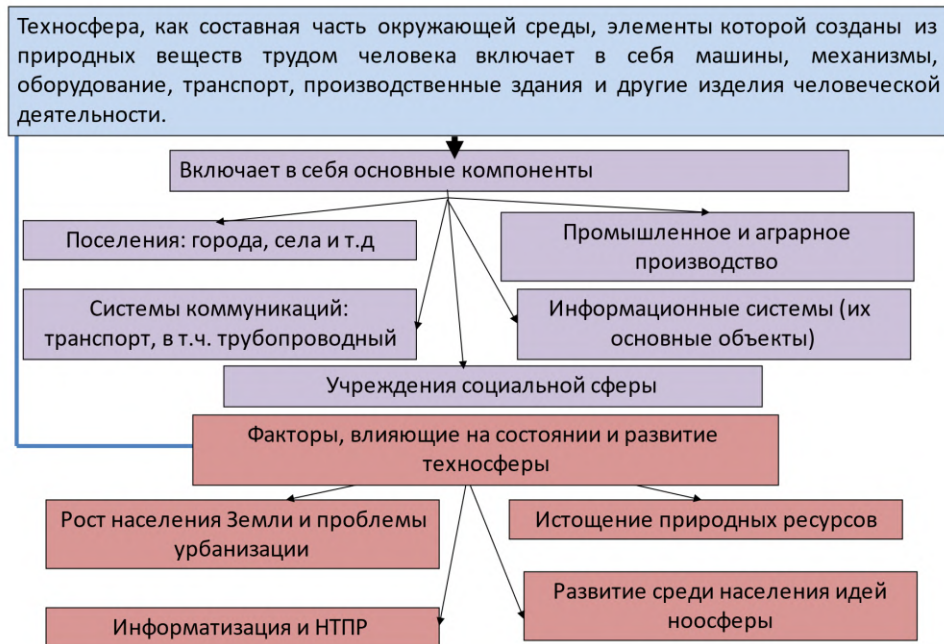 Техносфера, как составная часть окружающей среды, элементы которой созданы из
природных веществ трудом человека включает в себя машины, механизмы,
оборудование, транспорт, производственные здания и другие изделия человеческой
деятельности.
Включает в себя основные компоненты
Поселения: города, села и т.д
Промышленное и аграрное
производство
Системы коммуникаций:
транспорт, в т.ч. трубопроводный
Информационные системы (их
основные объекты)
Учреждения социальной сферы
Факторы, влияющие на состоянии и развитие
техносферы
Рост населения Земли и проблемы
урбанизации
Истощение природных ресурсов
Информатизация и НТПР
Развитие среди населения идей
ноосферы